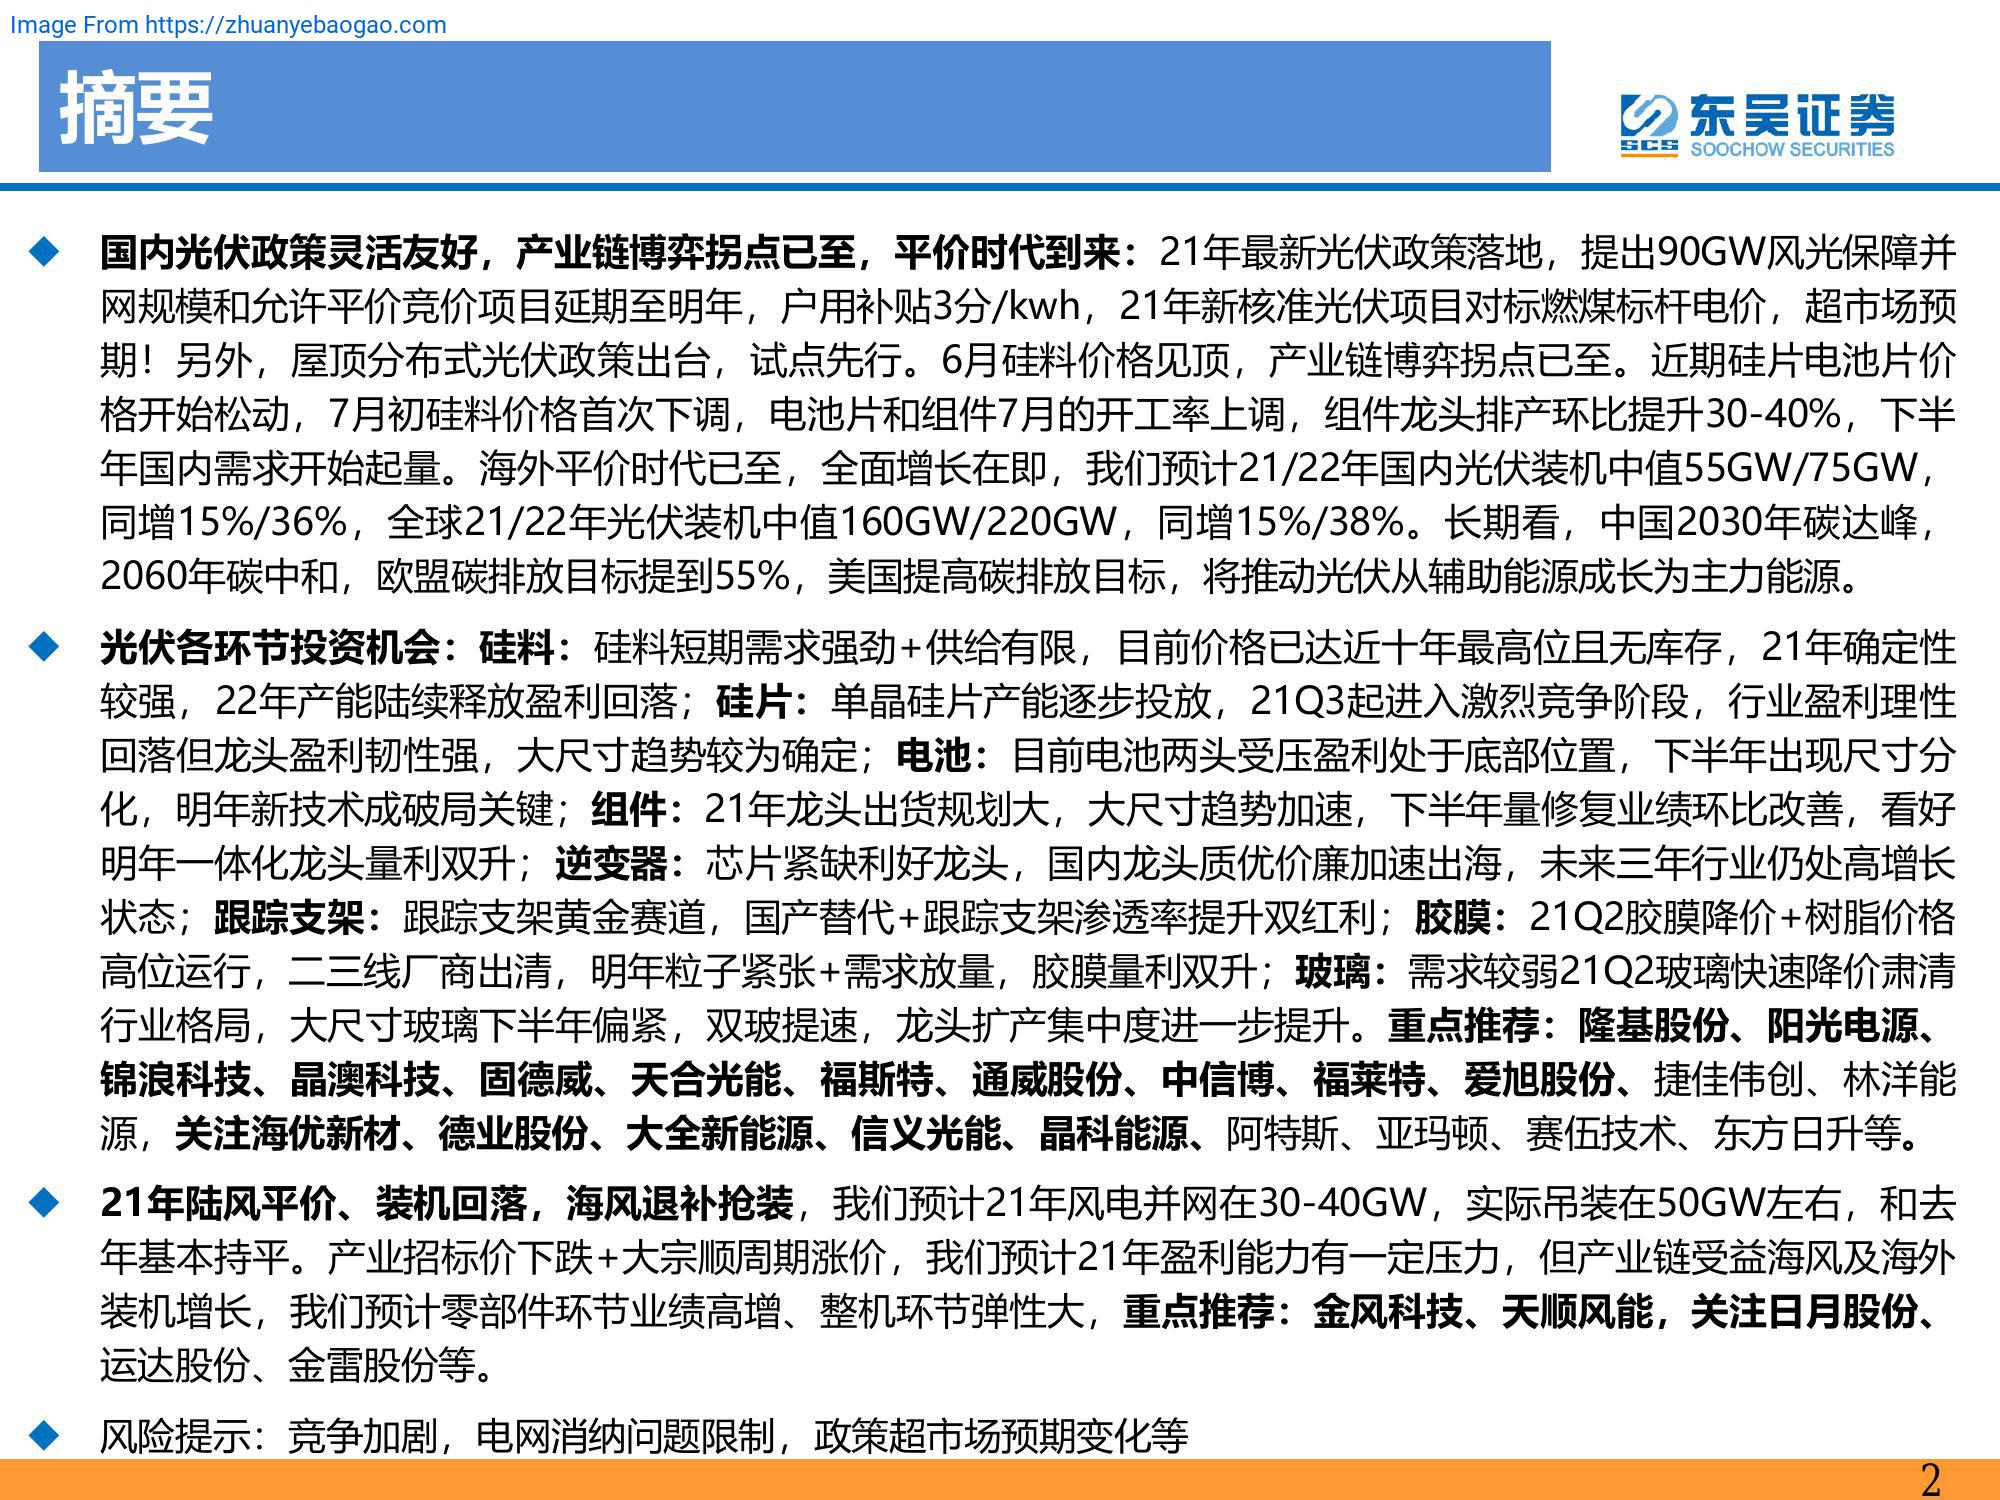 Image From https://zhuanyebaogao.com
摘要
东吴证券
SCS
SOOCHOW SECURITIES
国内光伏政策灵活友好，产业链博弈拐点已至，平价时代到来：21年最新光伏政策落地，提出90GW风光保障并
网规模和允许平价竞价项目延期至明年，户用补贴3分/kwh，21年新核准光伏项目对标燃煤标杆电价，超市场预
期！另外，屋顶分布式光伏政策出台，试点先行。6月硅料价格见顶，产业链博弈拐点已至。近期硅片电池片价
格开始松动，7月初硅料价格首次下调，电池片和组件7月的开工率上调，组件龙头排产环比提升30-40%，下半
年国内需求开始起量。海外平价时代已至，全面增长在即，我们预计21/22年国内光伏装机中值55GW/75GW，
同增15%/36%，全球21/22年光伏装机中值160GW/220GW，同增15%/38%。长期看，中国2030年碳达峰，
2060年碳中和，欧盟碳排放目标提到55%，美国提高碳排放目标，将推动光伏从辅助能源成长为主力能源。
光伏各环节投资机会：硅料：硅料短期需求强劲+供给有限，目前价格已达近十年最高位且无库存，21年确定性
较强，22年产能陆续释放盈利回落；硅片：单晶硅片产能逐步投放，21Q3起进入激烈竞争阶段，行业盈利理性
回落但龙头盈利韧性强，大尺寸趋势较为确定；电池：目前电池两头受压盈利处于底部位置，下半年出现尺寸分
化，明年新技术成破局关键；组件：21年龙头出货规划大，大尺寸趋势加速，下半年量修复业绩环比改善，看好
明年一体化龙头量利双升；逆变器：芯片紧缺利好龙头，国内龙头质优价廉加速出海，未来三年行业仍处高增长
状态；跟踪支架：跟踪支架黄金赛道，国产替代+跟踪支架渗透率提升双红利；胶膜：21Q2胶膜降价+树脂价格
高位运行，二三线厂商出清，明年粒子紧张+需求放量，胶膜量利双升；玻璃：需求较弱21Q2玻璃快速降价肃清
行业格局，大尺寸玻璃下半年偏紧，双玻提速，龙头扩产集中度进一步提升。重点推荐：隆基股份、阳光电源、
锦浪科技、晶澳科技、固德威、天合光能、福斯特、通威股份、中信博、福莱特、爱旭股份、捷佳伟创、林洋能
源，关注海优新材、德业股份、大全新能源、信义光能、晶科能源、阿特斯、亚玛顿、赛伍技术、东方日升等。
21年陆风平价、装机回落，海风退补抢装，我们预计21年风电并网在30-40GW，实际吊装在50GW左右，和去
年基本持平。产业招标价下跌+大宗顺周期涨价，我们预计21年盈利能力有一定压力，但产业链受益海风及海外
装机增长，我们预计零部件环节业绩高增、整机环节弹性大，重点推荐：金风科技、天顺风能，关注日月股份、
运达股份、金雷股份等。
风险提示：竞争加剧，电网消纳问题限制，政策超市场预期变化等
2